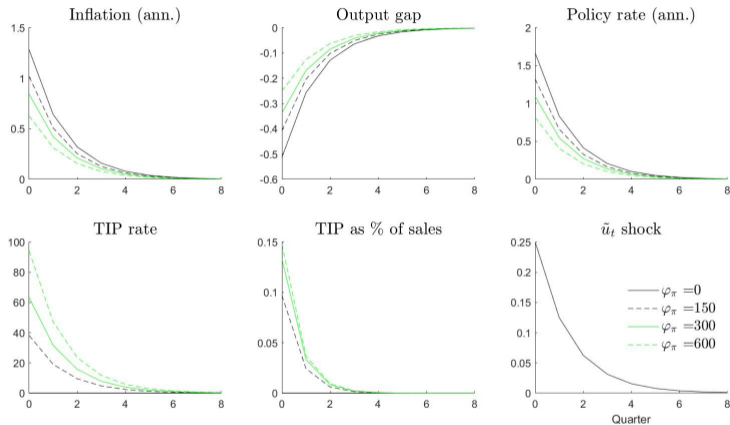 Inflation (ann.)
1.5
1
0.5
0
0 2 4 6 8
Output gap
0
-0.1
-0.2
-0.3
-0.4
-0.5
-0.6
0 2 4 6 8
Policy rate (ann.)
2
1.5
1
0.5
0
0 2 4 6 8
TIP rate
100
80
60
40
20
0
0 2 4 6 8
TIP as % of sales
0.15
0.1
0.05
0
0 2 4 6 8
ũₜ shock
0.25
0.2
0.15
0.1
0.05
0
φ_π =0
φ_π =150
φ_π =300
φ_π =600
0 2 4 6 8
Quarter